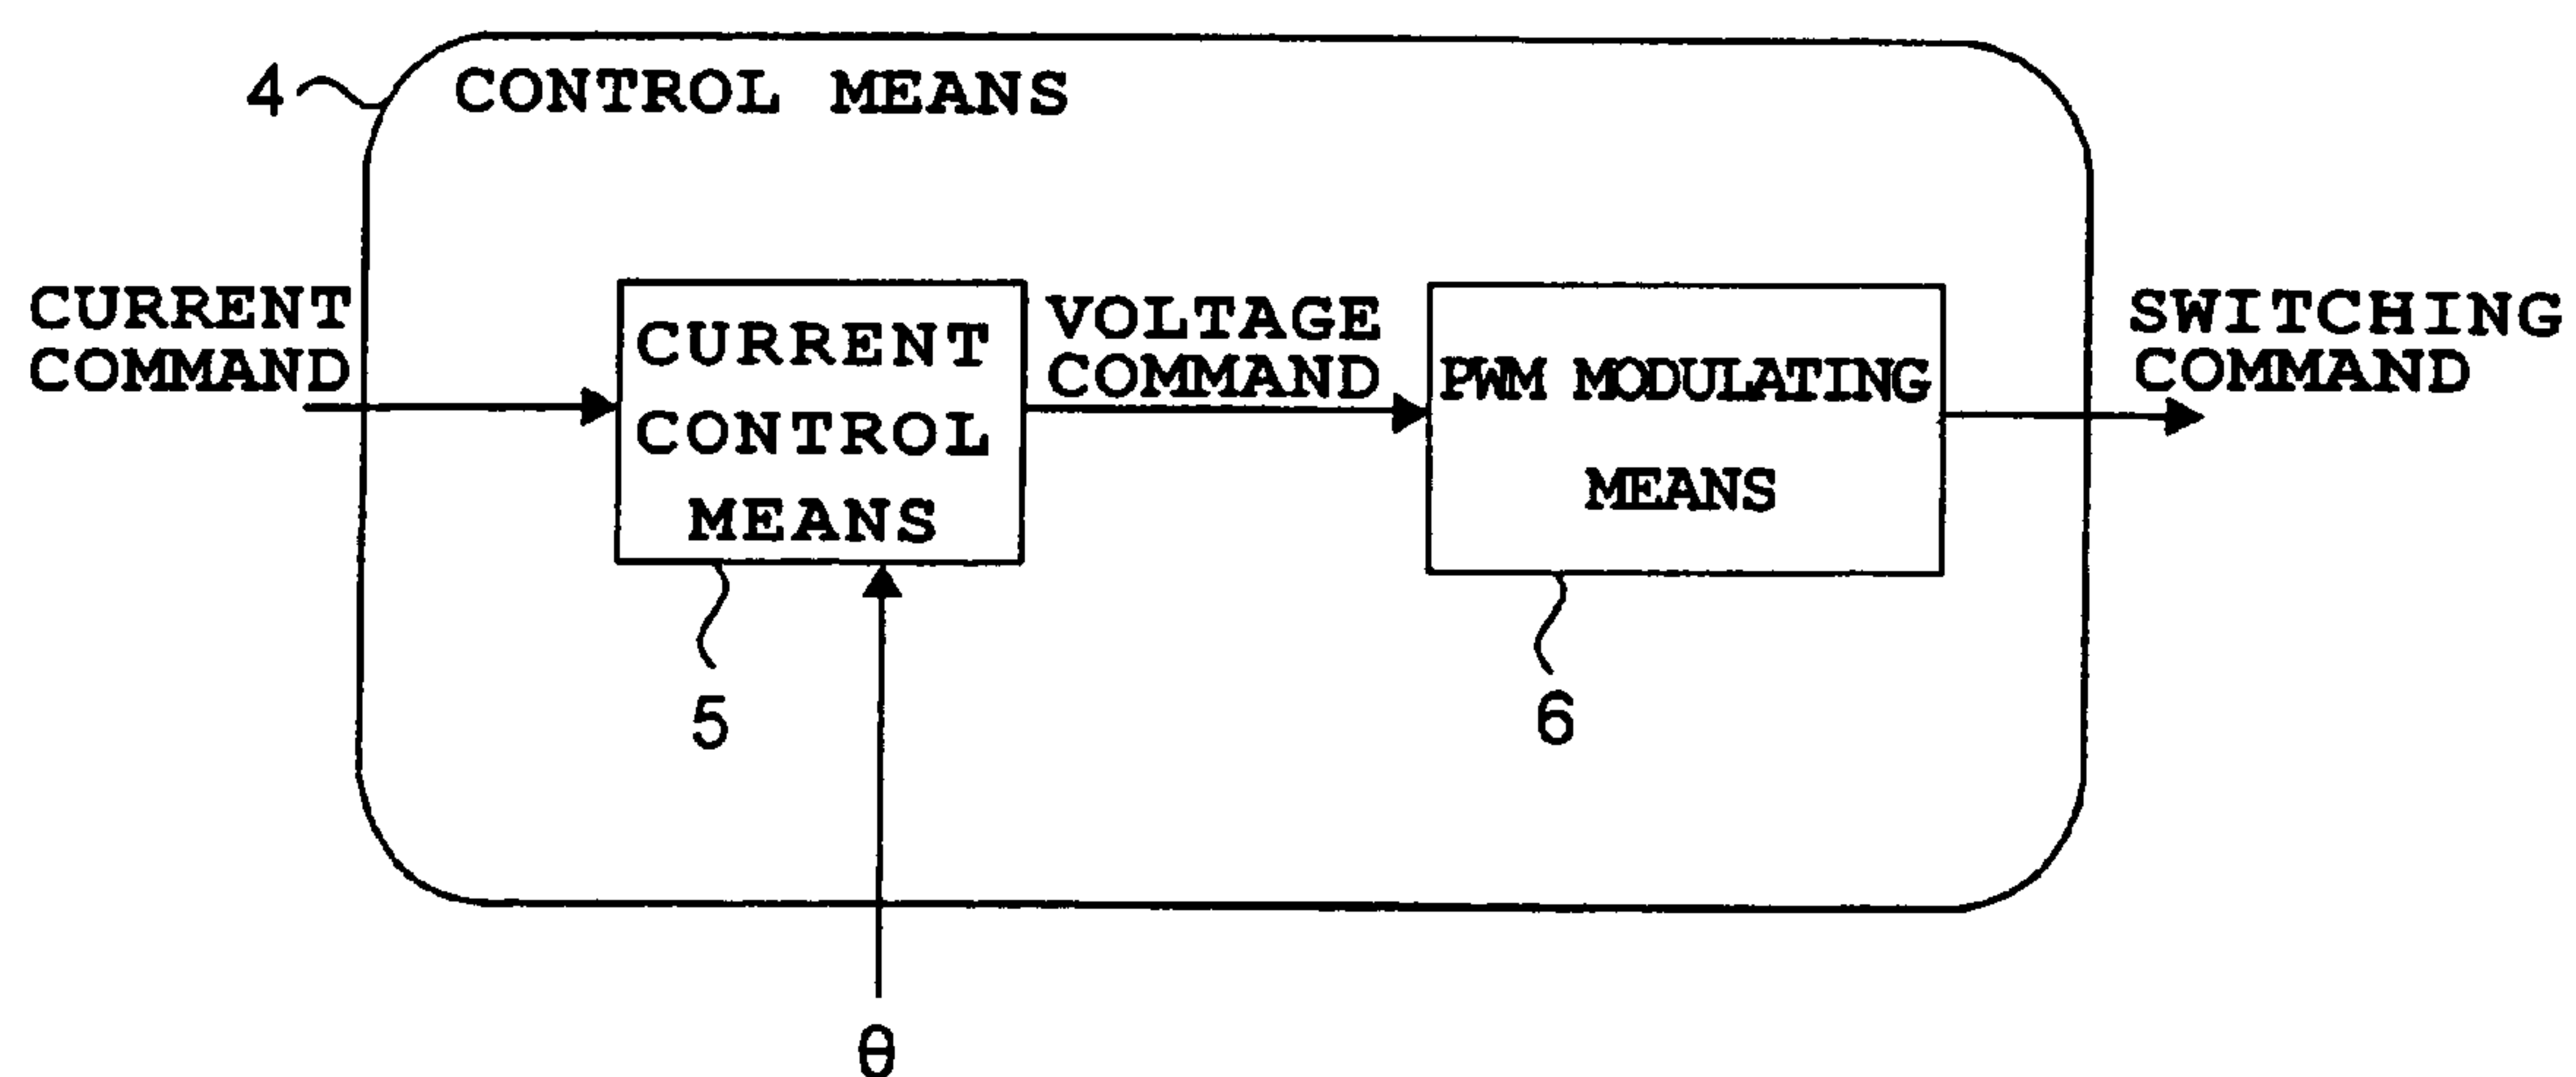 4
CONTROL MEANS
CURRENT
COMMAND
CURRENT
CONTROL
MEANS
VOLTAGE
COMMAND
PWM MODULATING
MEANS
SWITCHING
COMMAND
5
6
θ